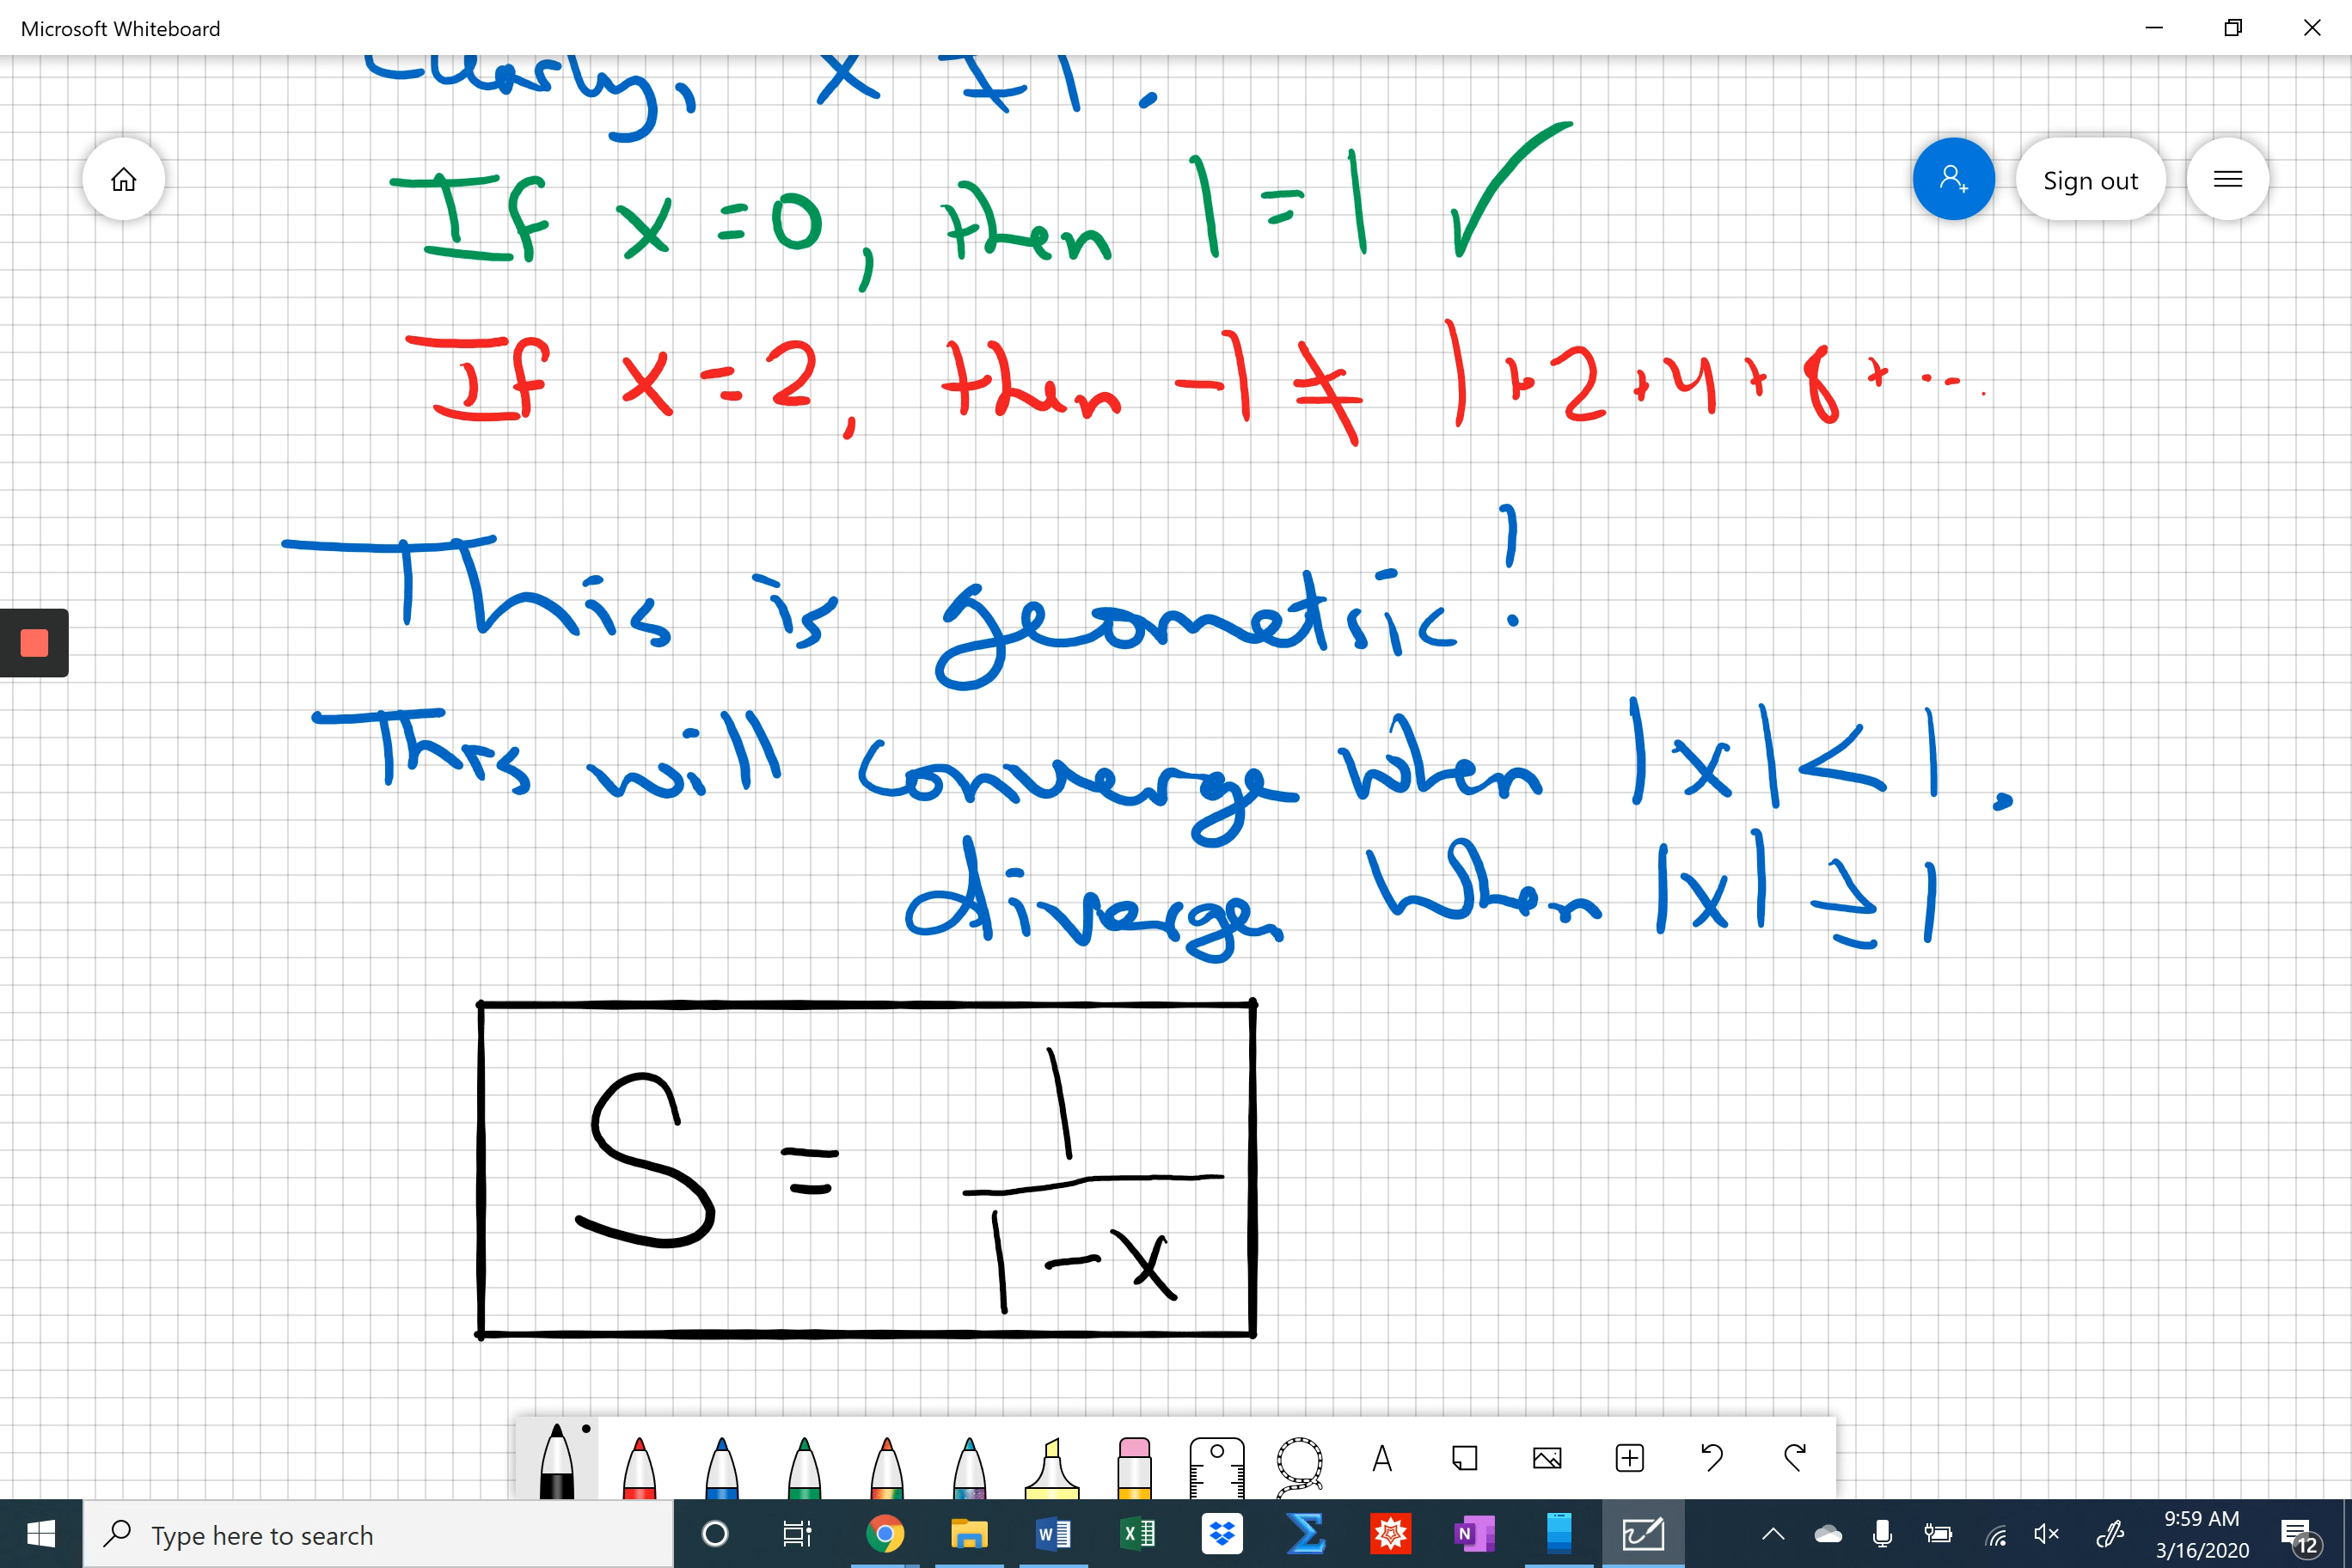 Microsoft Whiteboard
Clearly, x ≠ 1.
Sign out
If x = 0, then 1 = 1 ✓
If x = 2, then -1 ≠ 1 + 2 + 4 + 8 + ...
This is geometric!
This will converge when |x| < 1.
diverge when |x| ≥ 1
S = 1/(1 - x)
A
Type here to search
W
X
N
9:59 AM
3/16/2020
12